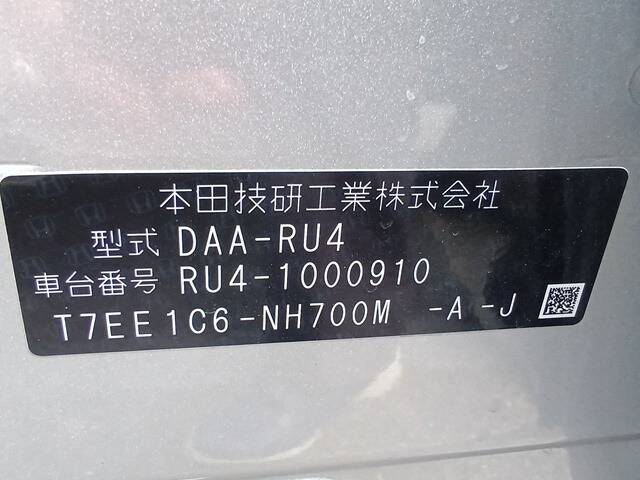 本田技研工業株式会社
型式 DAA-RU4
車台番号 RU4-1000910
T7EE1C6-NH700M -A-J